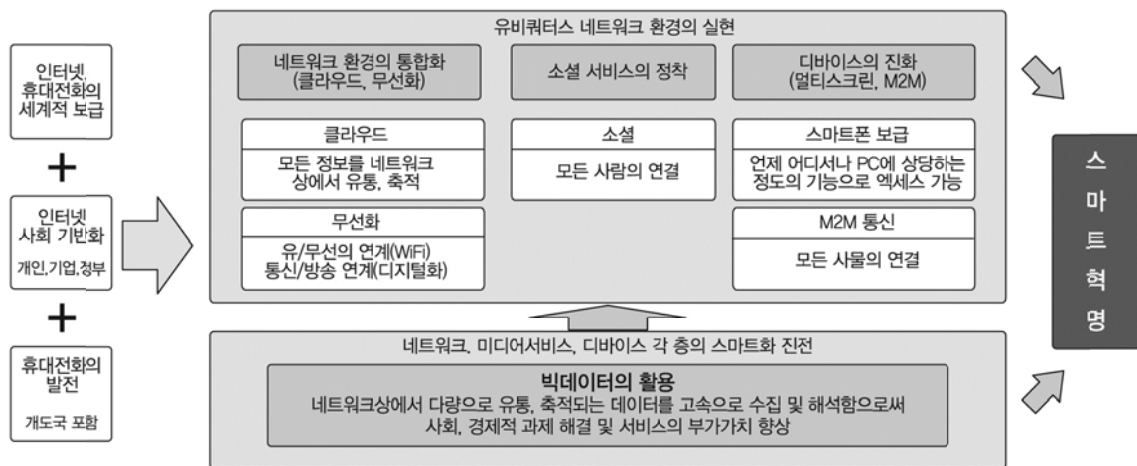 인터넷,
휴대전화의
세계적 보급
+
인터넷
사회 기반화
개인,기업,정부
+
휴대전화의
발전
개도국 포함
유비쿼터스 네트워크 환경의 실현
네트워크 환경의 통합화
(클라우드, 무선화)
클라우드
모든 정보를 네트워크
상에서 유통, 축적
무선화
유/무선의 연계(WiFi)
통신/방송 연계(디지털화)
소셜 서비스의 정착
소셜
모든 사람의 연결
디바이스의 진화
(멀티스크린, M2M)
스마트폰 보급
언제 어디서나 PC에 상당하는
정도의 기능으로 엑세스 가능
M2M 통신
모든 사물의 연결
네트워크, 미디어서비스, 디바이스 각 층의 스마트화 진전
빅데이터의 활용
네트워크상에서 다량으로 유통, 축적되는 데이터를 고속으로 수집 및 해석함으로써
사회, 경제적 과제 해결 및 서비스의 부가가치 향상
스
마
트
혁
명